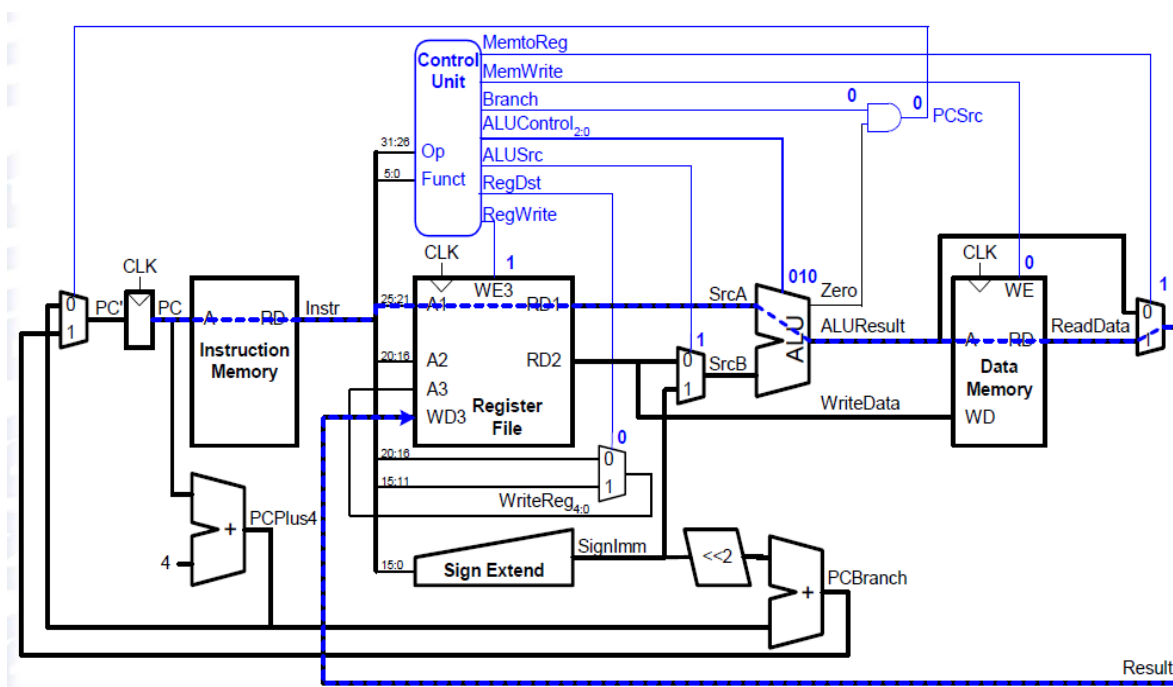 MemtoReg
Control
Unit
MemWrite
Branch
0
0
PCSrc
ALUControl2:0
31:26
Op
ALUSrc
5:0
Funct
RegDst
RegWrite
CLK
CLK
CLK
1
010
0
1
0
1
PC'
PC
A
RD
Instr
25:21
A1
WE3
RD1
SrcA
Zero
WE
0
1
ALU
ALUResult
A
RD
ReadData
Instruction
Memory
20:16
A2
RD2
1
0
1
SrcB
Data
Memory
A3
WD3
Register
File
WriteData
WD
0
20:16
0
15:11
1
WriteReg4:0
PCPlus4
+
4
SignImm
15:0
Sign Extend
<<2
+
PCBranch
Result